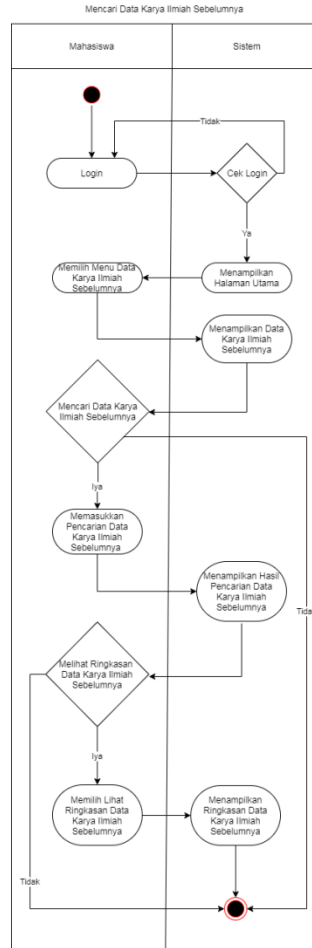 Mencari Data Karya Ilmiah Sebelumnya
Mahasiswa
Sistem
Tidak
Login
Cek Login
Ya
Memilih Menu Data
Karya Ilmiah
Sebelumnya
Menampilkan
Halaman Utama
Menampilkan Data
Karya Ilmiah
Sebelumnya
Mencari Data Karya
Ilmiah Sebelumnya
Iya
Memasukkan
Pencarian Data
Karya Ilmiah
Sebelumnya
Menampilkan Hasil
Pencarian Data
Karya Ilmiah
Sebelumnya
Tida
Melihat Ringkasan
Data Karya Ilmiah
Sebelumnya
Iya
Memilih Lihat
Ringkasan Data
Karya Ilmiah
Sebelumnya
Menampilkan
Ringkasan Data
Karya Ilmiah
Sebelumnya
Tidak